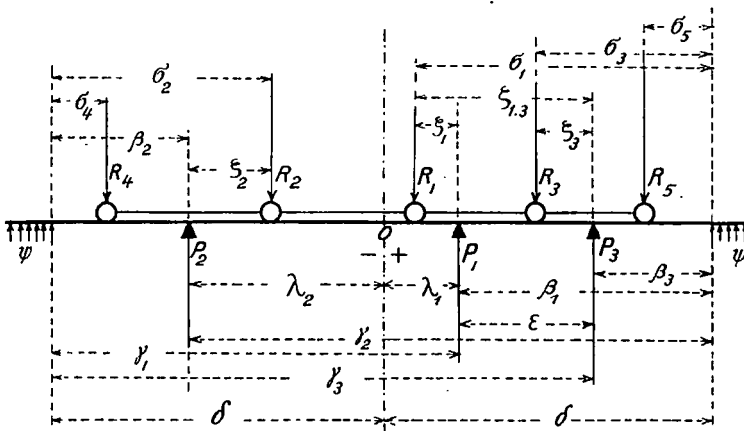 σ₅
σ₂ σ₁ σ₃
σ₄ ξ₁.₃
β₂ ξ₁ ξ₃
ξ₂
R₄ R₂ R₁ R₃ R₅
O
ψ P₂ − + P₁ P₃ ψ
β₃
λ₂ λ₁ β₁
ε
γ₂
γ₁
γ₃
δ δ